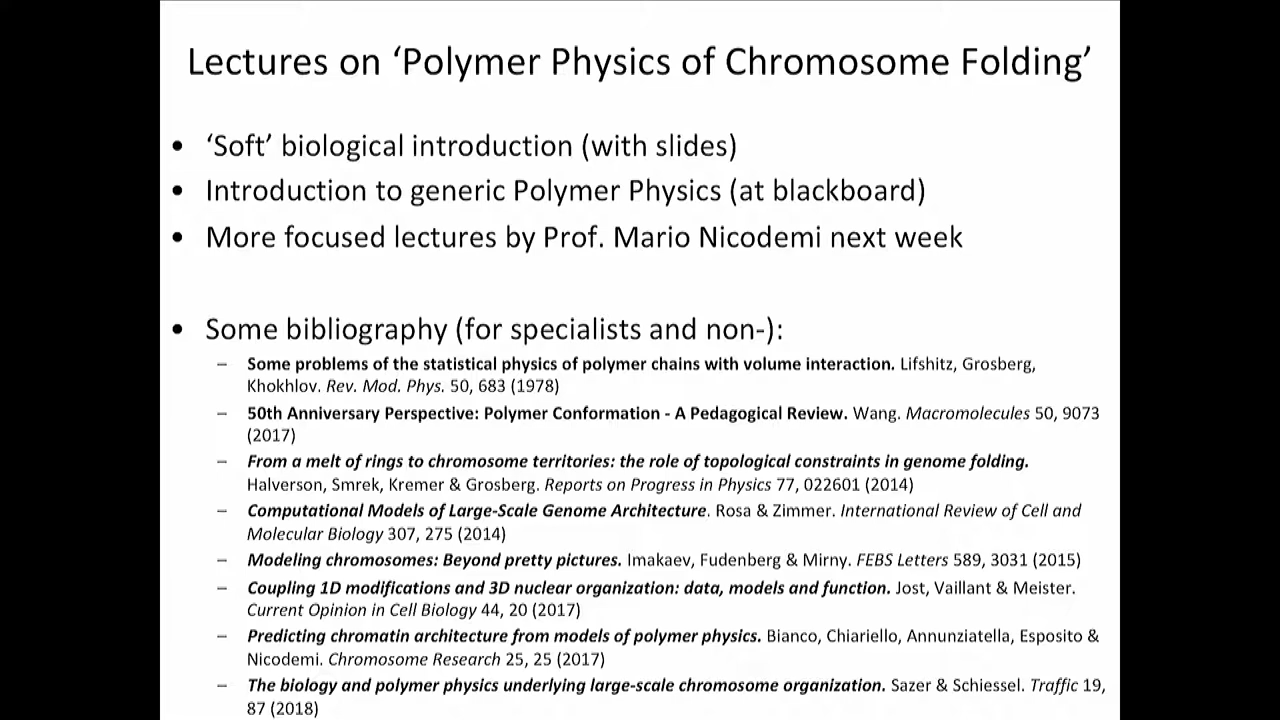 Lectures on ‘Polymer Physics of Chromosome Folding’
• ‘Soft’ biological introduction (with slides)
• Introduction to generic Polymer Physics (at blackboard)
• More focused lectures by Prof. Mario Nicodemi next week
• Some bibliography (for specialists and non-):
– Some problems of the statistical physics of polymer chains with volume interaction. Lifshitz, Grosberg,
Khokhlov. Rev. Mod. Phys. 50, 683 (1978)
– 50th Anniversary Perspective: Polymer Conformation - A Pedagogical Review. Wang. Macromolecules 50, 9073
(2017)
– From a melt of rings to chromosome territories: the role of topological constraints in genome folding.
Halverson, Smrek, Kremer & Grosberg. Reports on Progress in Physics 77, 022601 (2014)
– Computational Models of Large-Scale Genome Architecture. Rosa & Zimmer. International Review of Cell and
Molecular Biology 307, 275 (2014)
– Modeling chromosomes: Beyond pretty pictures. Imakaev, Fudenberg & Mirny. FEBS Letters 589, 3031 (2015)
– Coupling 1D modifications and 3D nuclear organization: data, models and function. Jost, Vaillant & Meister.
Current Opinion in Cell Biology 44, 20 (2017)
– Predicting chromatin architecture from models of polymer physics. Bianco, Chiariello, Annunziatella, Esposito &
Nicodemi. Chromosome Research 25, 25 (2017)
– The biology and polymer physics underlying large-scale chromosome organization. Sazer & Schiessel. Traffic 19,
87 (2018)